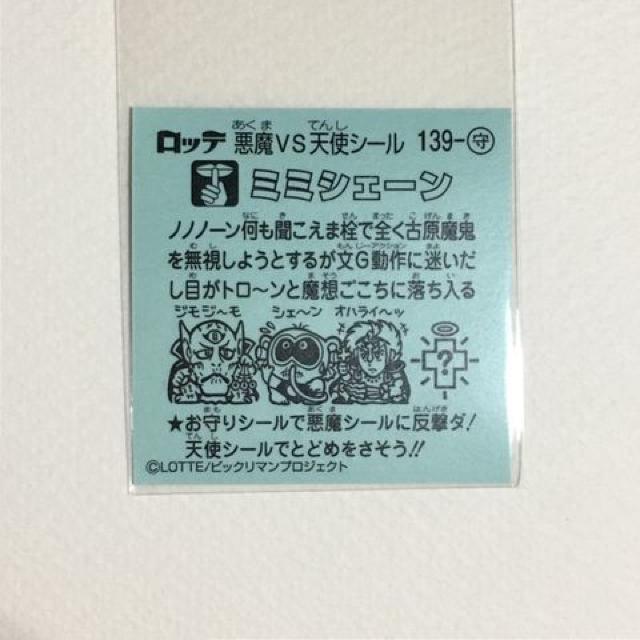 ロッテ 悪魔VS天使シール 139-守
ミミシェーン
ノノノーン何も聞こえま栓で全く古原魔鬼
を無視しようとするが文G動作に迷いだ
し目がトロ〜ンと魔想ごこちに落ち入る
ジモジ〜モ シェ〜ン オハライ〜ッ
?
★お守りシールで悪魔シールに反撃ダ!
天使シールでとどめをさそう!!
©LOTTE/ビックリマンプロジェクト